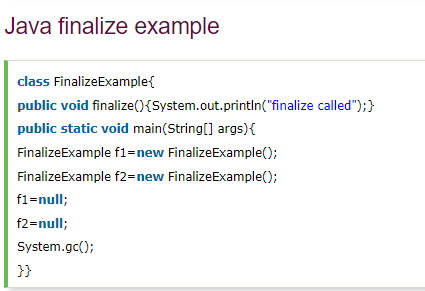 Java finalize example
class FinalizeExample{
public void finalize(){System.out.println("finalize called");}
public static void main(String[] args){
FinalizeExample f1=new FinalizeExample();
FinalizeExample f2=new FinalizeExample();
f1=null;
f2=null;
System.gc();
}}